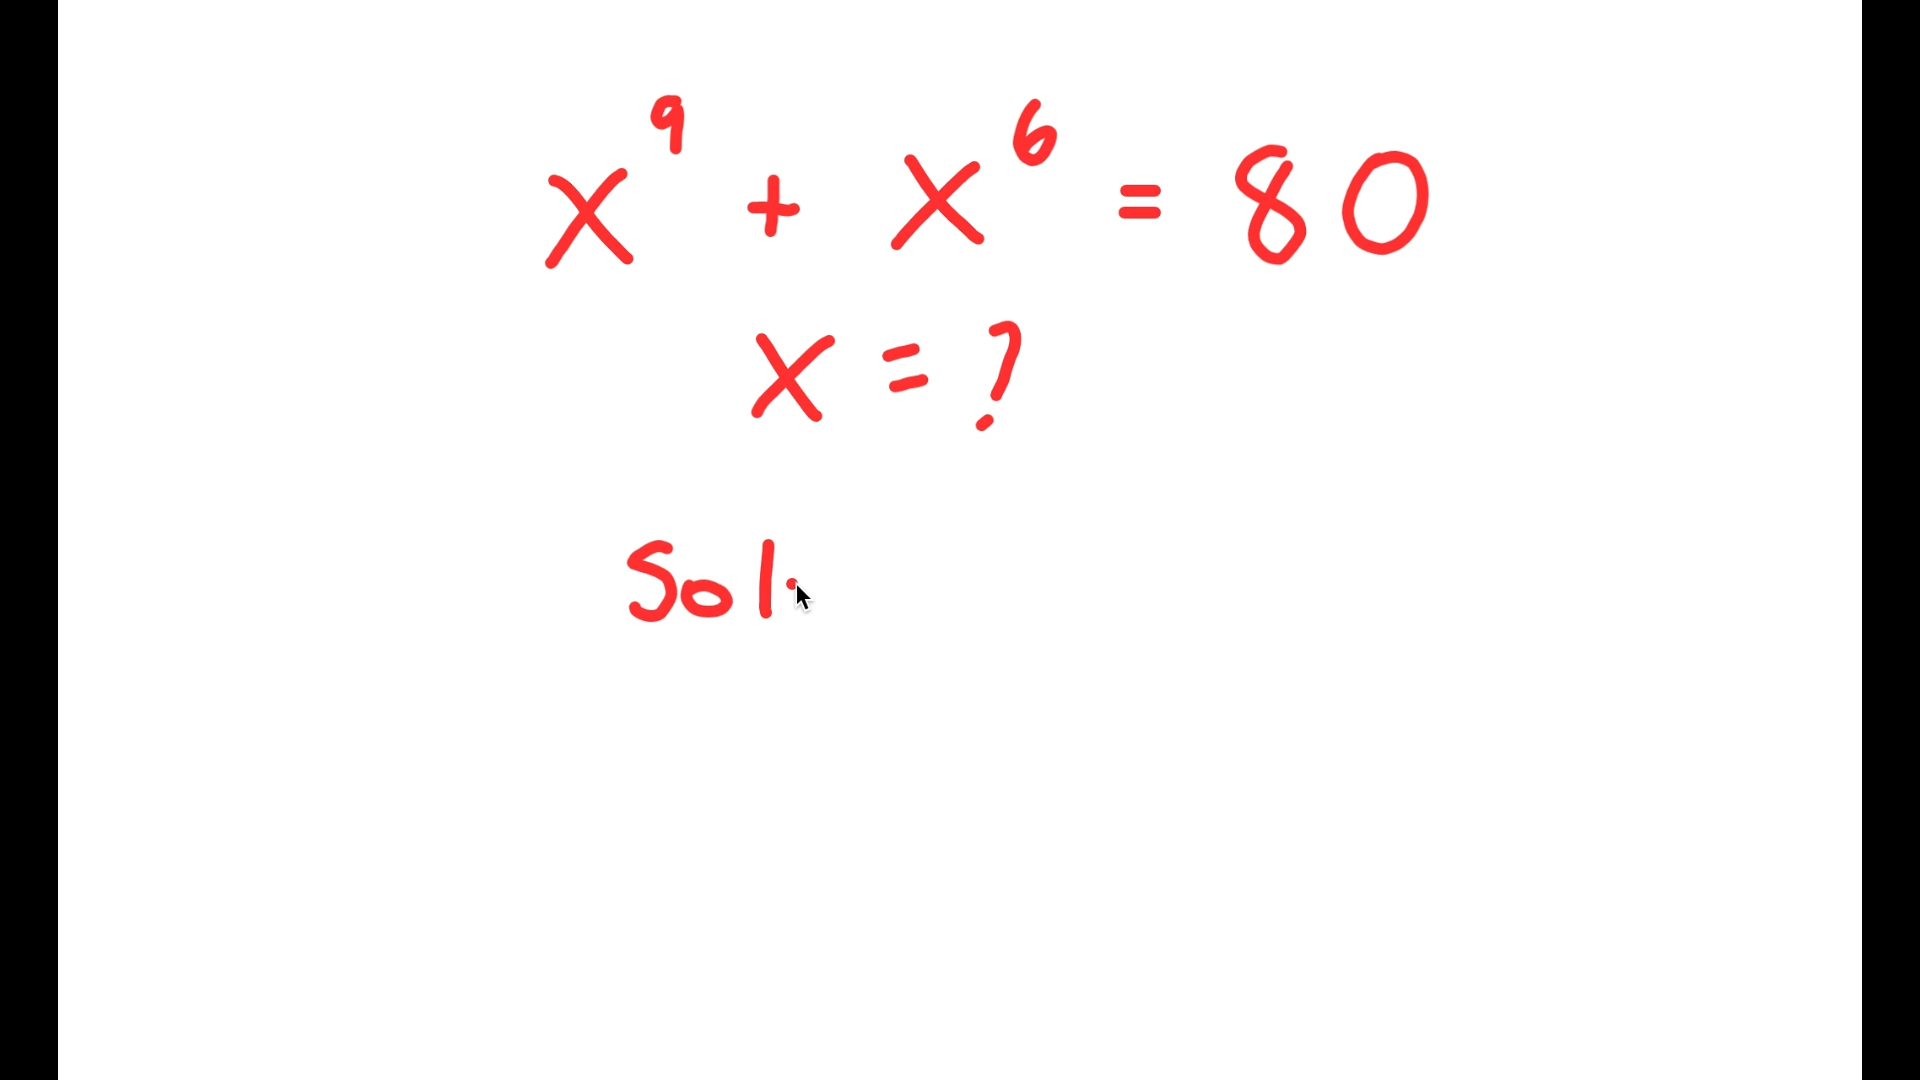 x⁹ + x⁶ = 80
x = ?
Sol.